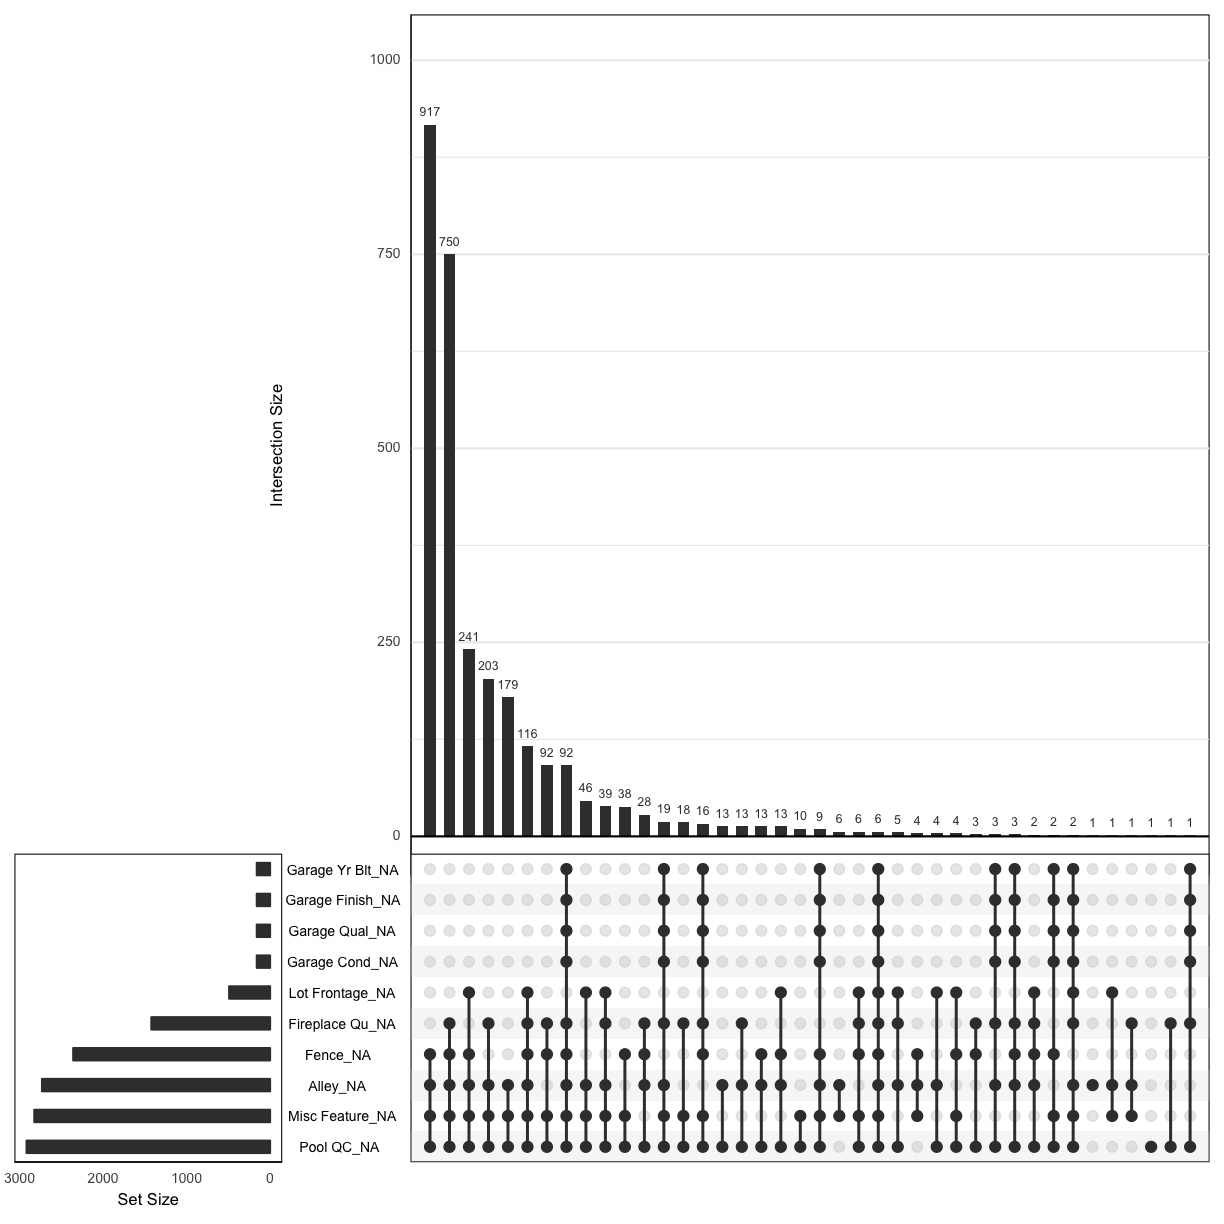 1000
917
750
750
Intersection Size
500
250
241
203
179
116
92 92
46 39 38 28 19 18 16 13 13 13 13 10 9 6 6 6 5 4 4 4 3 3 3 2 2 2 1 1 1 1 1 1
0
Garage Yr Blt_NA
Garage Finish_NA
Garage Qual_NA
Garage Cond_NA
Lot Frontage_NA
Fireplace Qu_NA
Fence_NA
Alley_NA
Misc Feature_NA
Pool QC_NA
3000 2000 1000 0
Set Size